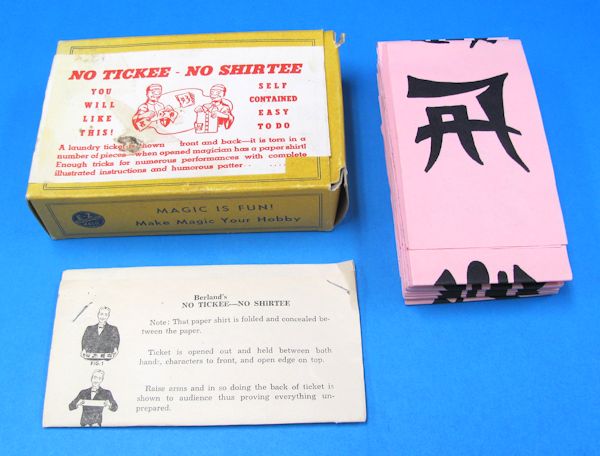 NO TICKEE - NO SHIRTEE
YOU
WILL
LIKE
THIS!
SELF
CONTAINED
EASY
TO DO
A laundry ticket shown front and back—it is torn in a
number of pieces—when opened magician has a paper shirt!
Enough tricks for numerous performances with complete
illustrated instructions and humorous patter
MAGIC IS FUN!
Make Magic Your Hobby
Berland's
NO TICKEE—NO SHIRTEE
Note: That paper shirt is folded and concealed be-
tween the paper.
FIG. 1
Ticket is opened out and held between both
hands, characters to front, and open edge on top.
Raise arms and in so doing the back of ticket is
shown to audience thus proving everything un-
prepared.